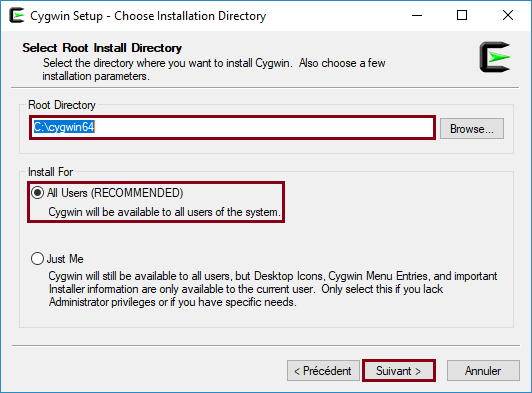 Cygwin Setup - Choose Installation Directory
Select Root Install Directory
Select the directory where you want to install Cygwin. Also choose a few
installation parameters.
Root Directory
C:\cygwin64
Browse...
Install For
All Users (RECOMMENDED)
Cygwin will be available to all users of the system.
Just Me
Cygwin will still be available to all users, but Desktop Icons, Cygwin Menu Entries, and important
Installer information are only available to the current user. Only select this if you lack
Administrator privileges or if you have specific needs.
< Précédent
Suivant >
Annuler